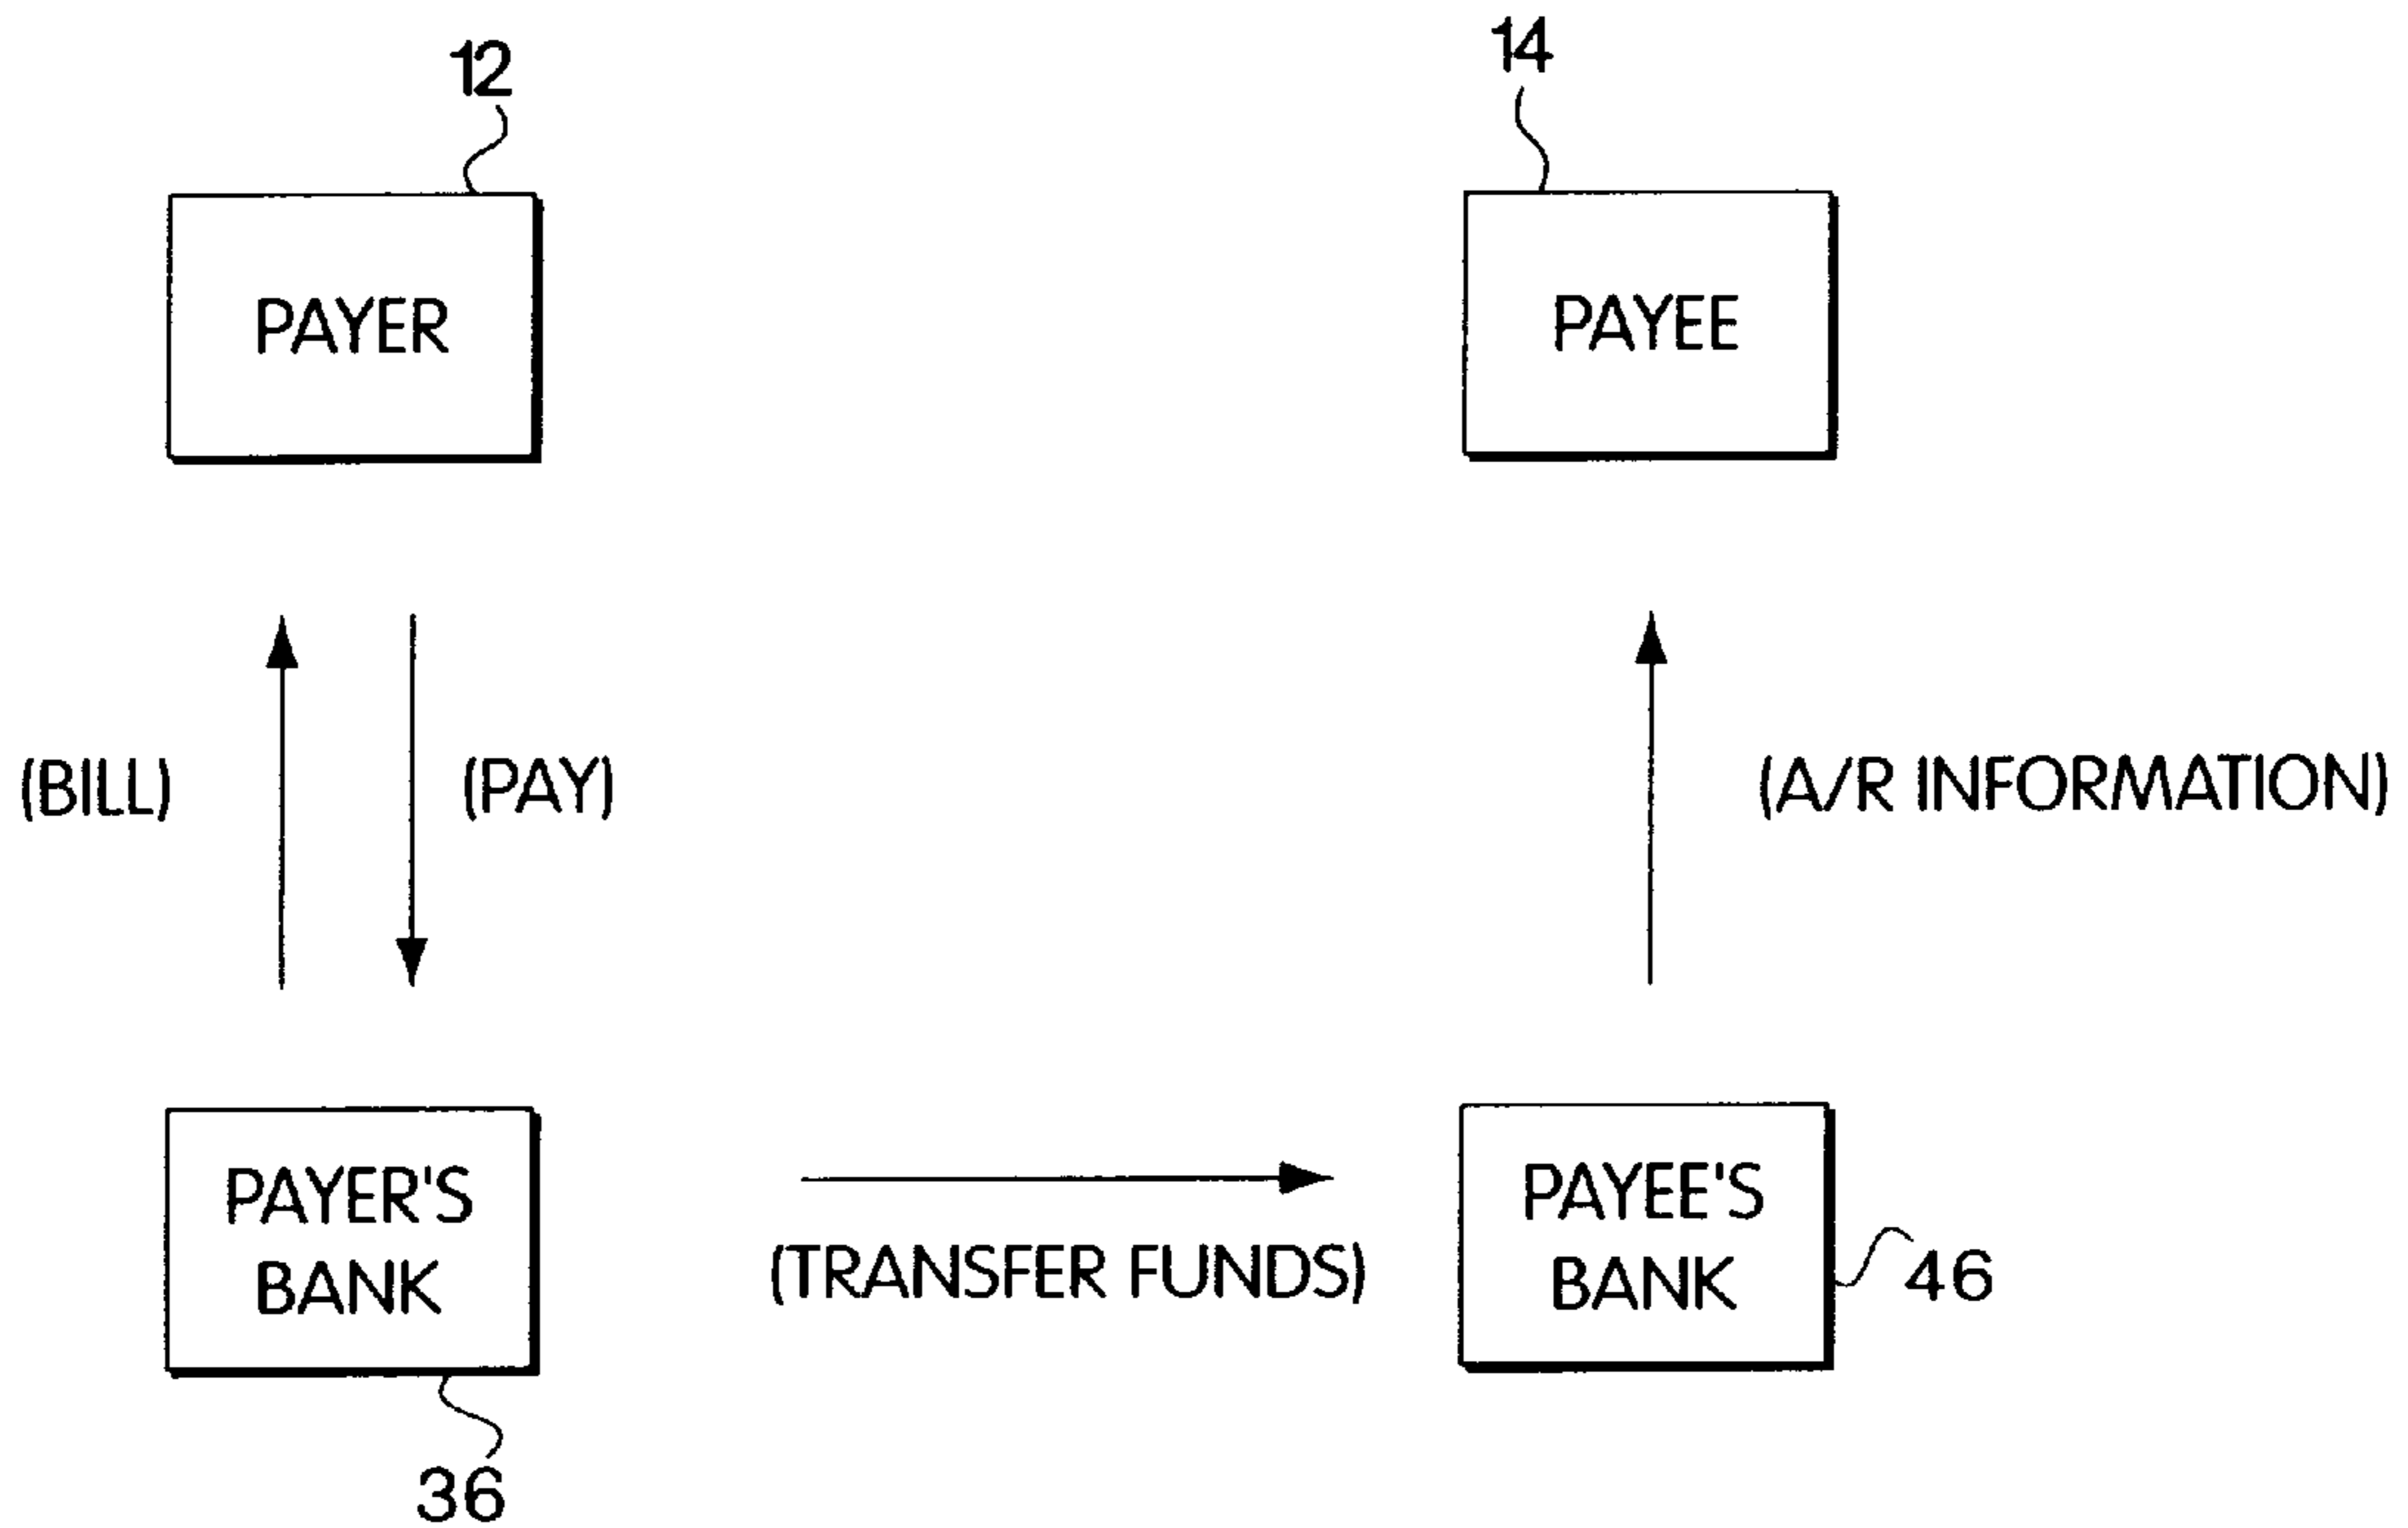 12
14
PAYER
PAYEE
(BILL)
(PAY)
(A/R INFORMATION)
PAYER'S
BANK
(TRANSFER FUNDS)
PAYEE'S
BANK
46
36